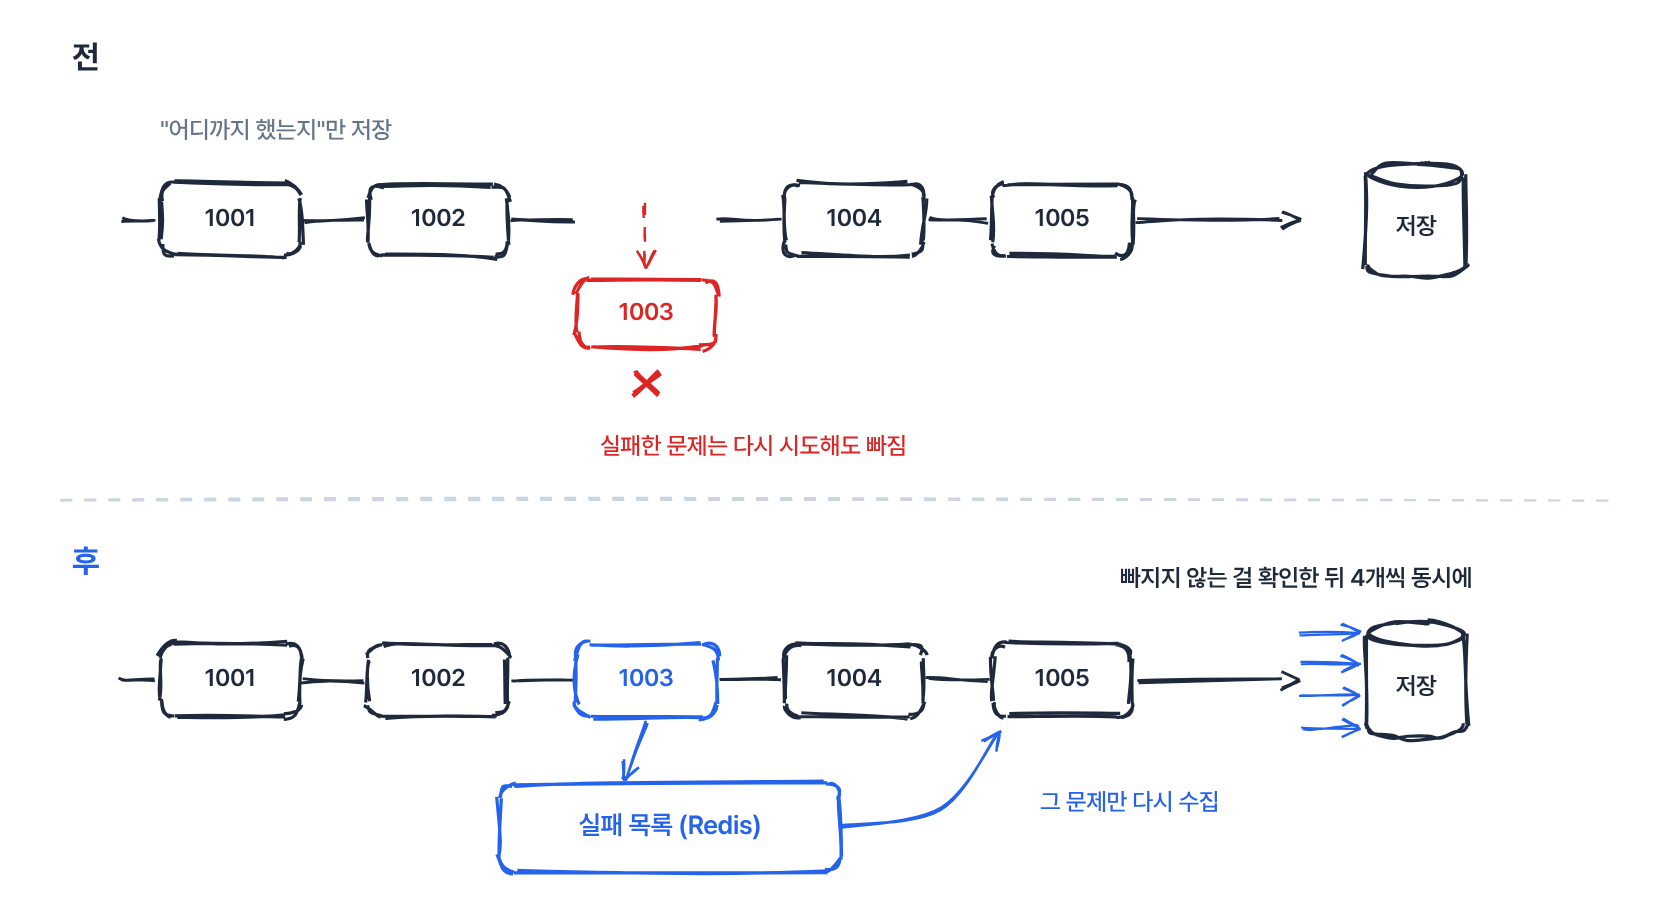 전
"어디까지 했는지"만 저장
1001
1002
1004
1005
저장
1003
실패한 문제는 다시 시도해도 빠짐
후
빠지지 않는 걸 확인한 뒤 4개씩 동시에
1001
1002
1003
1004
1005
저장
그 문제만 다시 수집
실패 목록 (Redis)